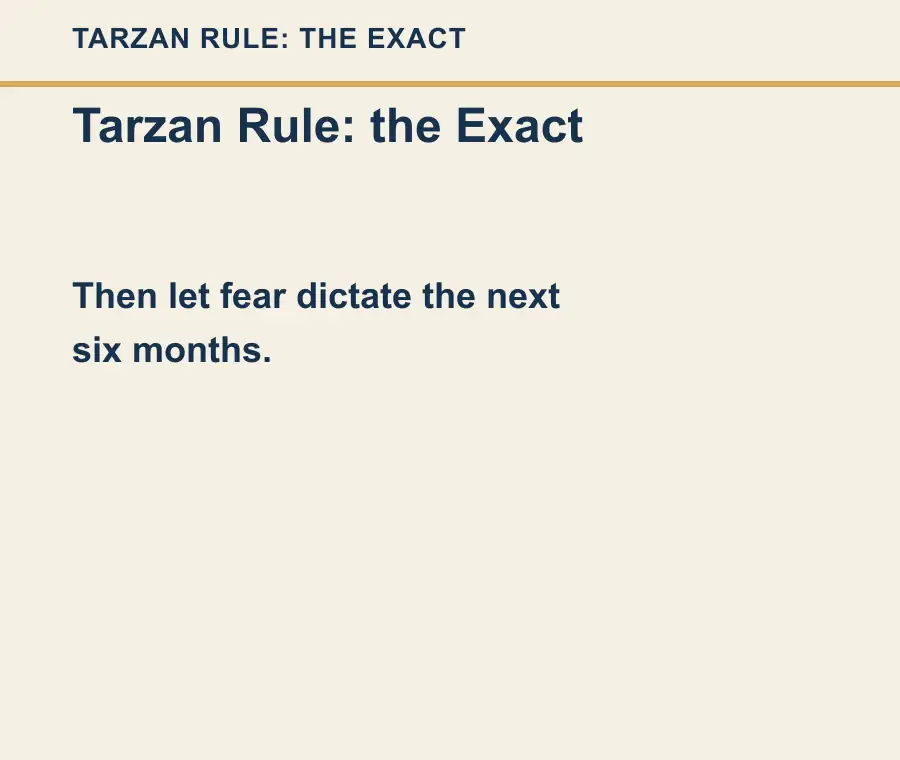 TARZAN RULE: THE EXACT
Tarzan Rule: the Exact
Then let fear dictate the next
six months.